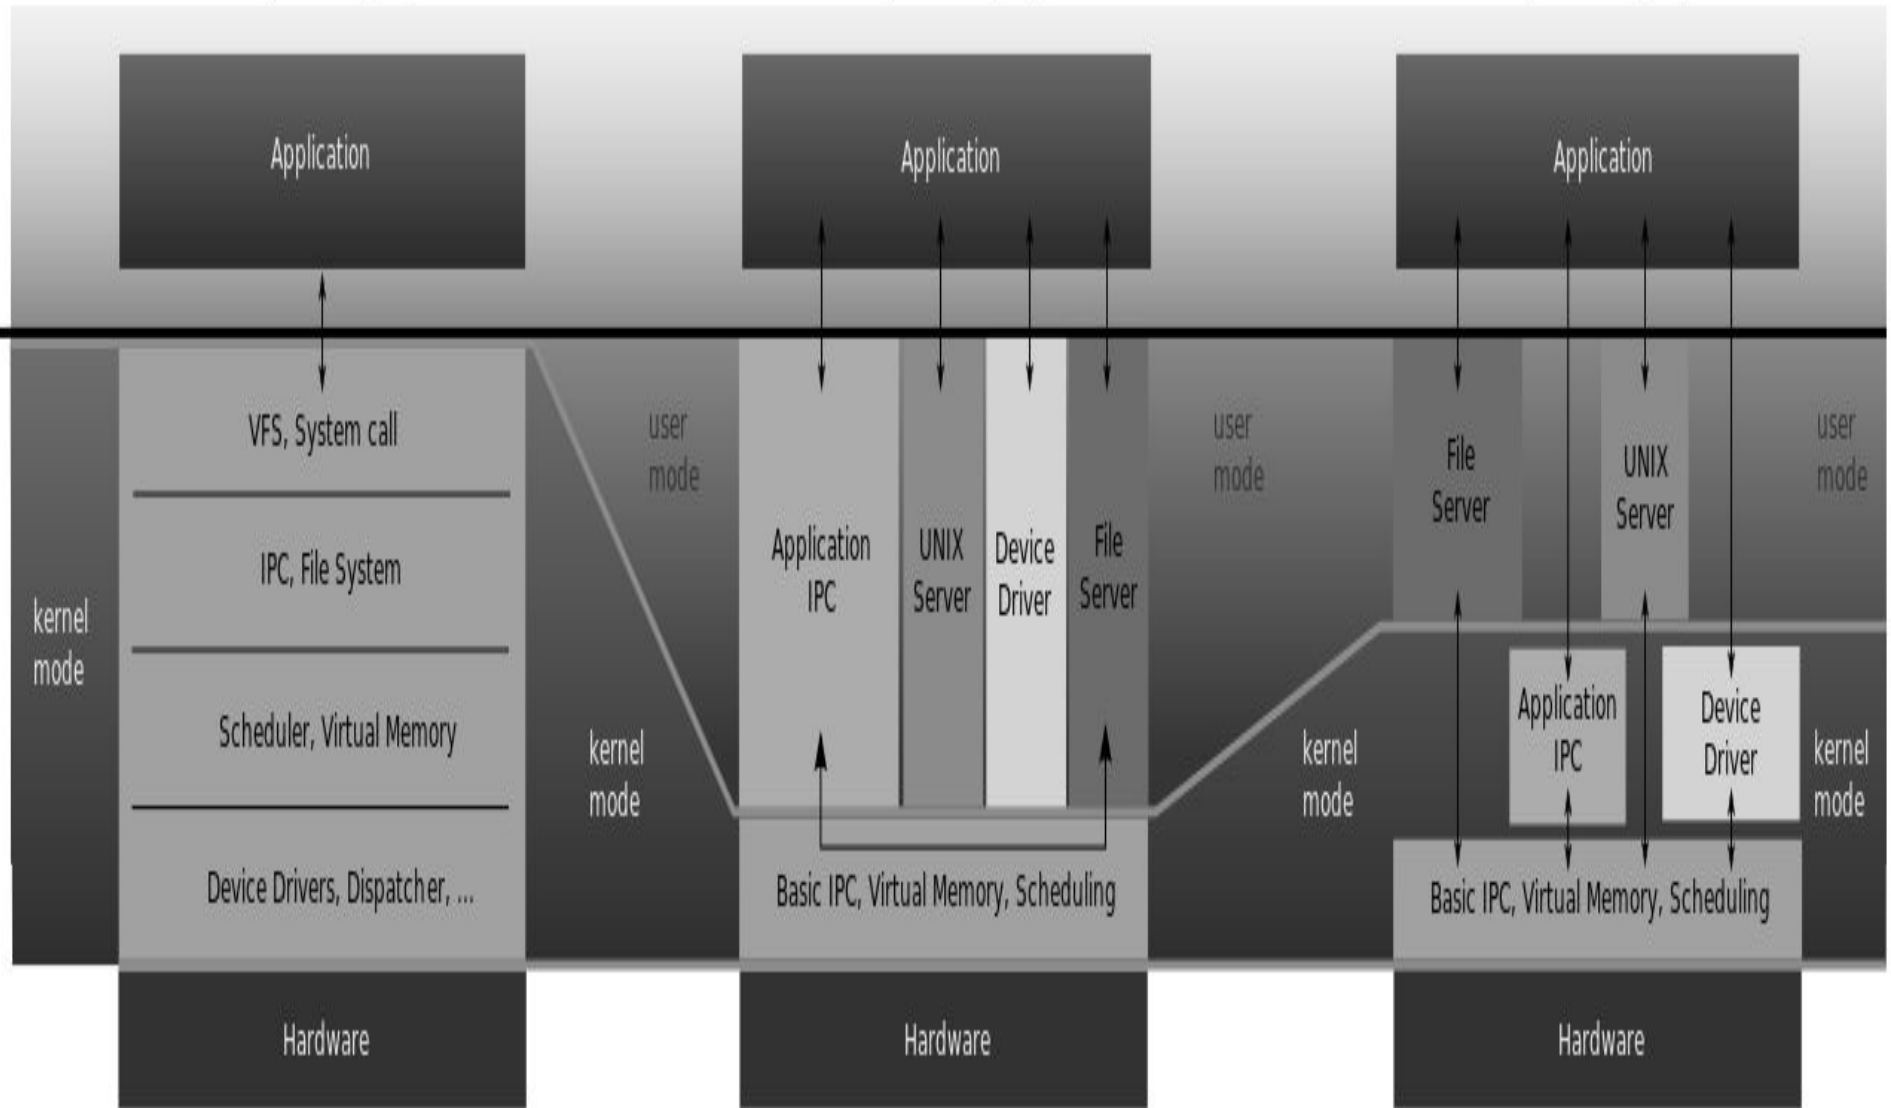 Application
VFS, System call
IPC, File System
Scheduler, Virtual Memory
Device Drivers, Dispatcher, ...
Hardware
kernel
mode
user
mode
kernel
mode
Application
Application
IPC
UNIX
Server
Device
Driver
File
Server
Basic IPC, Virtual Memory, Scheduling
Hardware
user
mode
kernel
mode
Application
File
Server
UNIX
Server
Application
IPC
Device
Driver
Basic IPC, Virtual Memory, Scheduling
Hardware
user
mode
kernel
mode